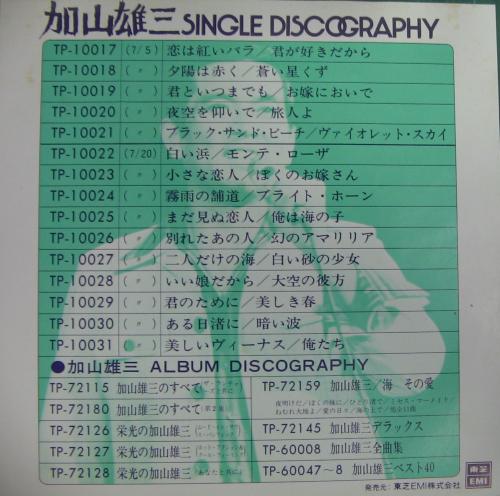 加山雄三SINGLE DISCOGRAPHY
TP-10017 (7/5) 恋は紅いバラ/君が好きだから
TP-10018 (〃) 夕陽は赤く/蒼い星くず
TP-10019 (〃) 君といつまでも/お嫁においで
TP-10020 (〃) 夜空を仰いで/旅人よ
TP-10021 (〃) ブラック・サンド・ビーチ/ヴァイオレット・スカイ
TP-10022 (7/20) 白い浜/モンテ・ローザ
TP-10023 (〃) 小さな恋人/ぼくのお嫁さん
TP-10024 (〃) 霧雨の舗道/ブライト・ホーン
TP-10025 (〃) まだ見ぬ恋人/俺は海の子
TP-10026 (〃) 別れたあの人/幻のアマリリア
TP-10027 (〃) 二人だけの海/白い砂の少女
TP-10028 (〃) いい娘だから/大空の彼方
TP-10029 (〃) 君のために/美しき春
TP-10030 (〃) ある日渚に/暗い波
TP-10031 (〃) 美しいヴィーナス/俺たち
●加山雄三 ALBUM DISCOGRAPHY
TP-72115 加山雄三のすべて
TP-72180 加山雄三のすべて(第2集)
TP-72126 栄光の加山雄三
TP-72127 栄光の加山雄三
TP-72128 栄光の加山雄三(あなたと共に)
TP-72159 加山雄三/海 その愛
TP-72145 加山雄三デラックス
TP-60008 加山雄三全曲集
TP-60047〜8 加山雄三ベスト40
発売元:東芝EMI株式会社
東芝
EMI